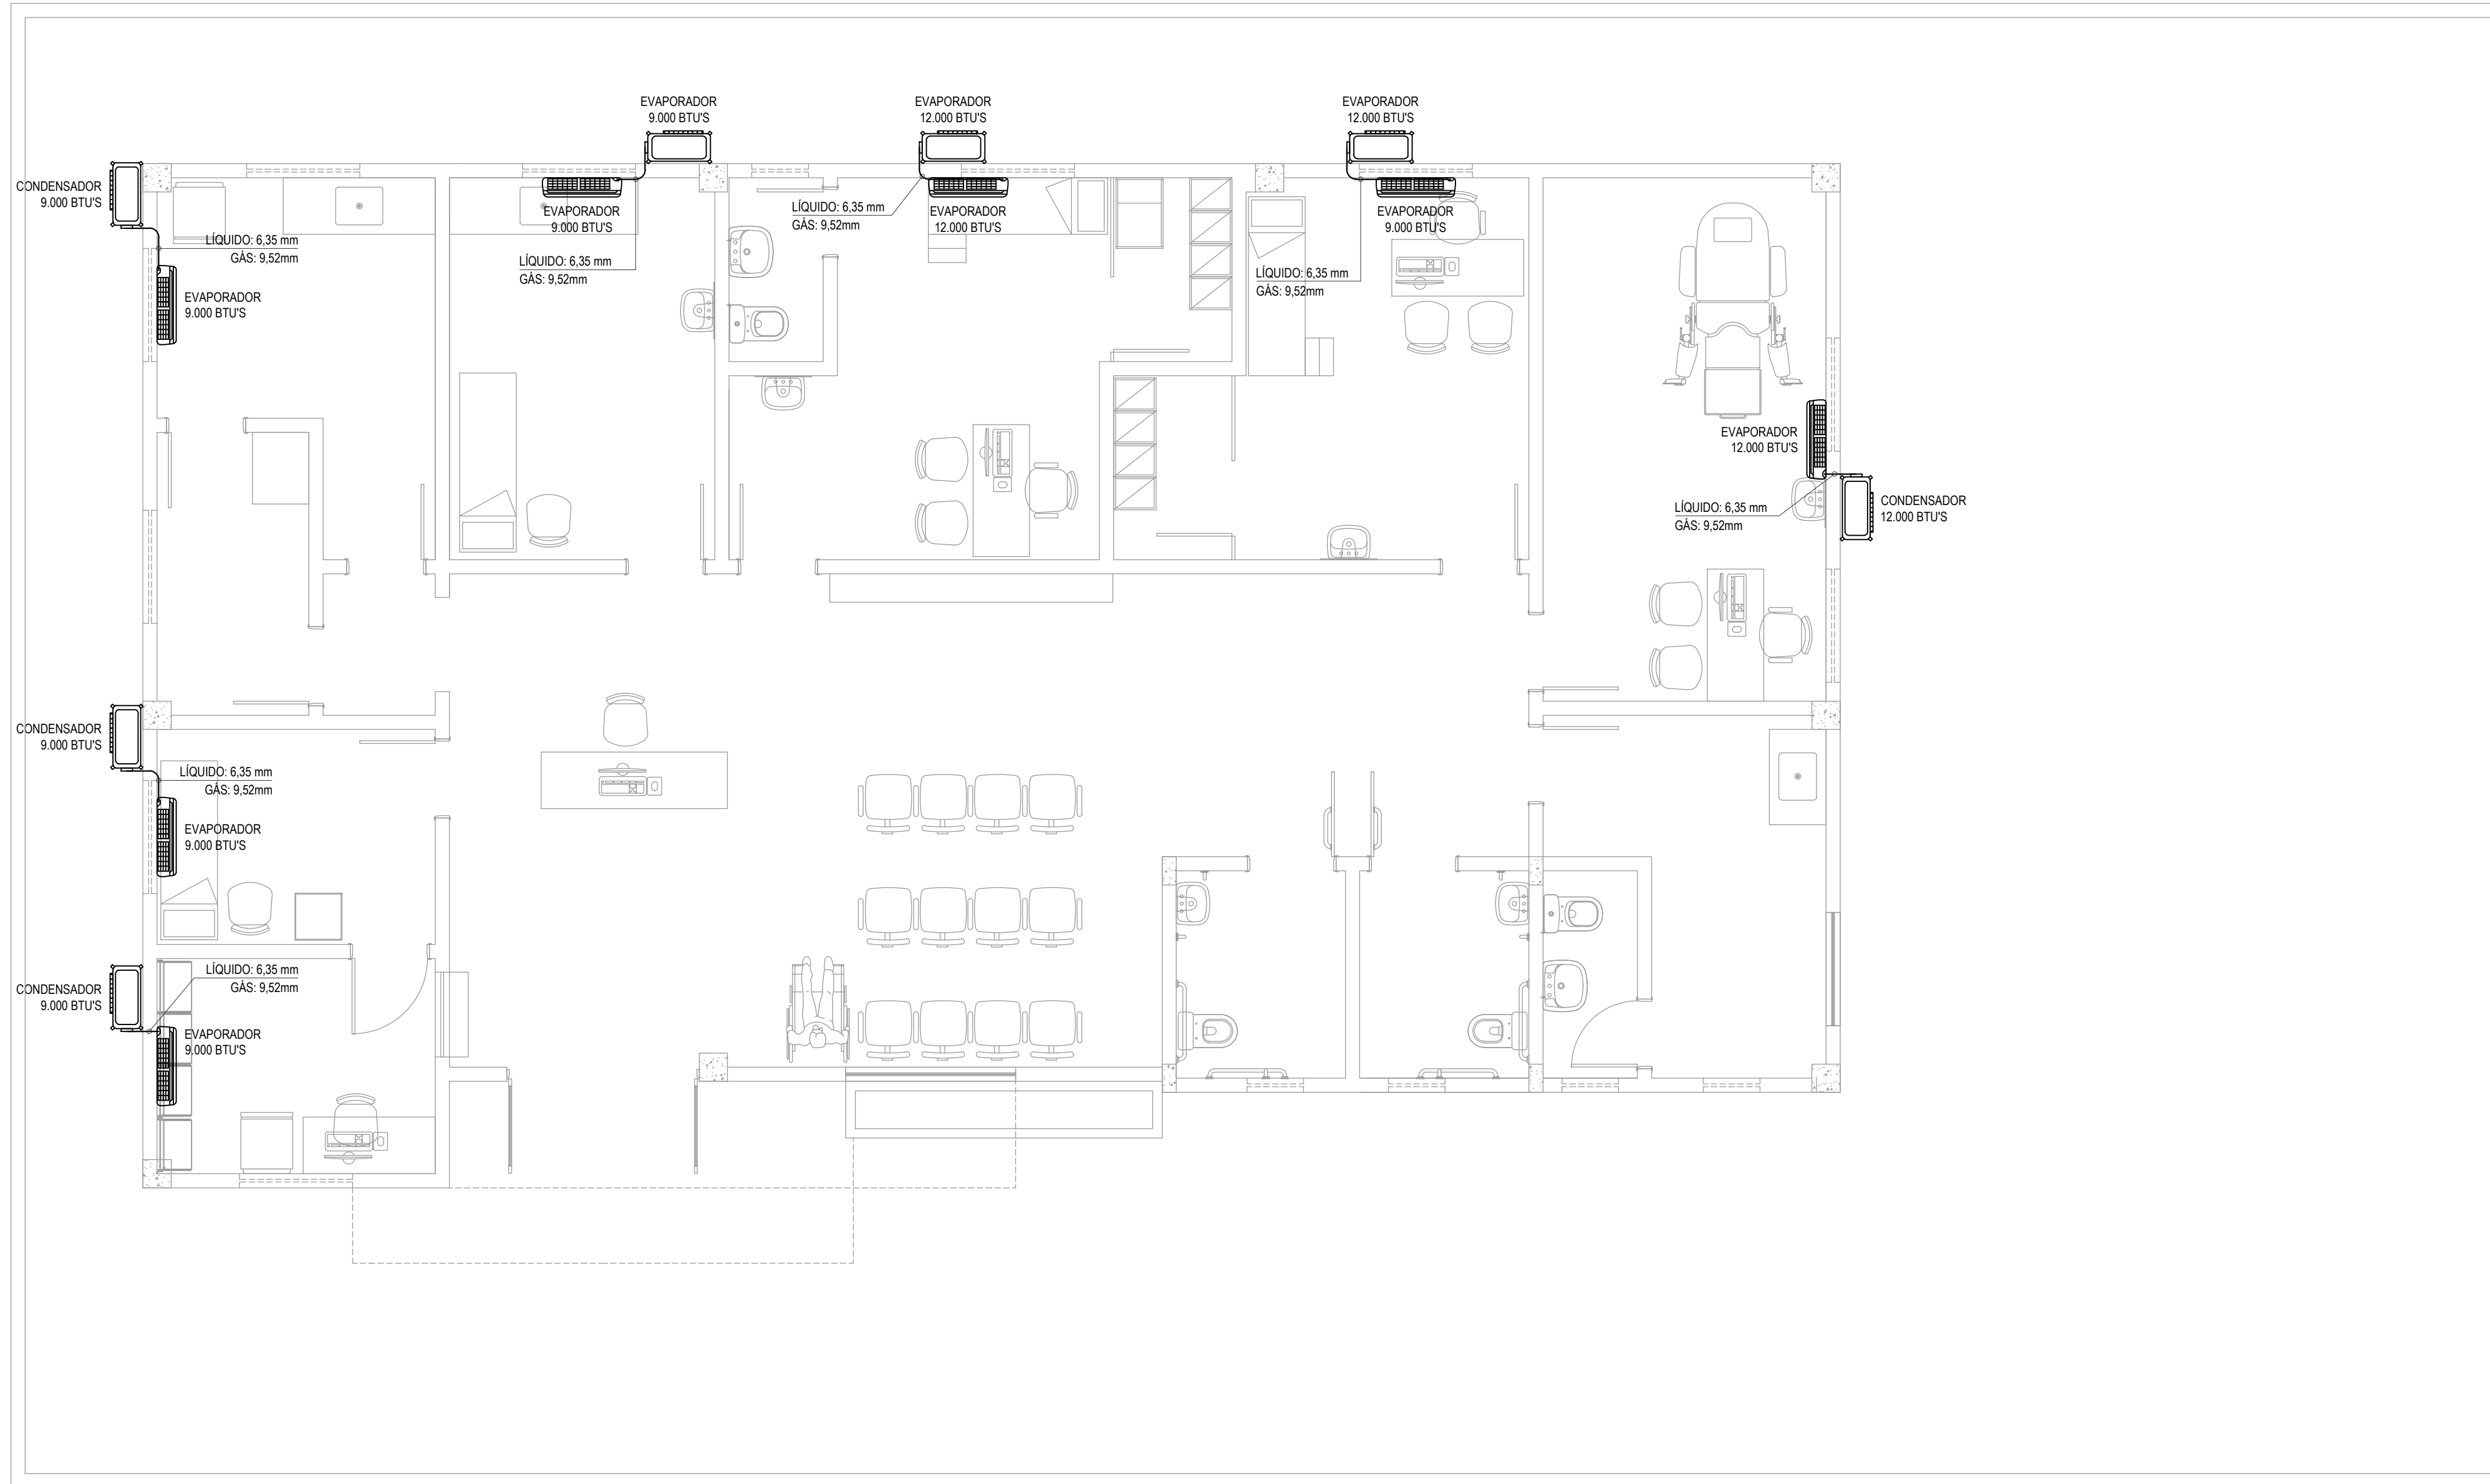 EVAPORADOR
9.000 BTU'S
EVAPORADOR
12.000 BTU'S
EVAPORADOR
12.000 BTU'S
CONDENSADOR
9.000 BTU'S
EVAPORADOR
9.000 BTU'S
LÍQUIDO: 6,35 mm
GÁS: 9,52mm
EVAPORADOR
12.000 BTU'S
EVAPORADOR
9.000 BTU'S
LÍQUIDO: 6,35 mm
GÁS: 9,52mm
LÍQUIDO: 6,35 mm
GÁS: 9,52mm
LÍQUIDO: 6,35 mm
GÁS: 9,52mm
EVAPORADOR
9.000 BTU'S
EVAPORADOR
12.000 BTU'S
LÍQUIDO: 6,35 mm
GÁS: 9,52mm
CONDENSADOR
12.000 BTU'S
CONDENSADOR
9.000 BTU'S
LÍQUIDO: 6,35 mm
GÁS: 9,52mm
EVAPORADOR
9.000 BTU'S
LÍQUIDO: 6,35 mm
GÁS: 9,52mm
CONDENSADOR
9.000 BTU'S
EVAPORADOR
9.000 BTU'S